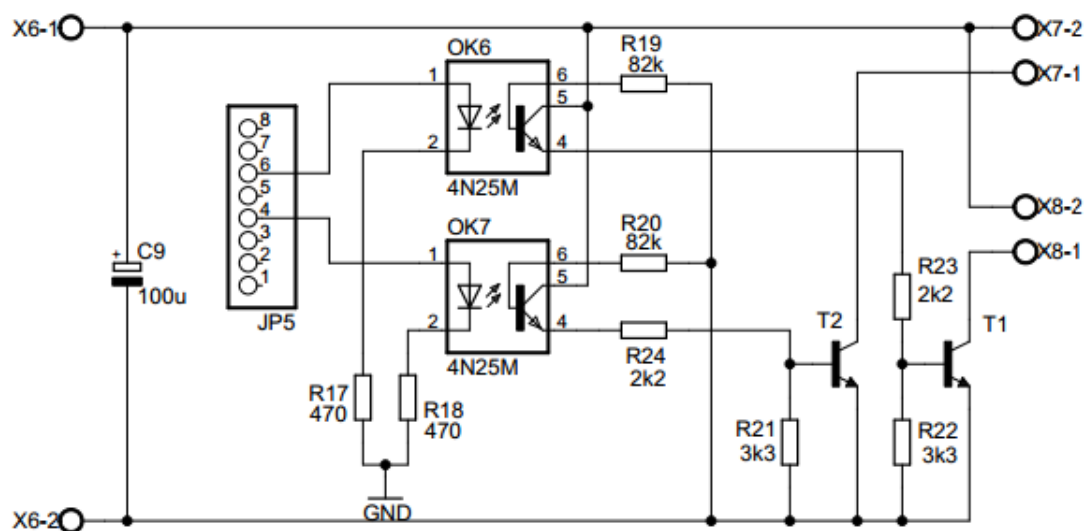 X6-1
X7-2
OK6
R19
82k
X7-1
1
6
5
2
4
4N25M
8
7
6
5
4
3
2
1
JP5
X8-2
R20
82k
OK7
X8-1
1
6
5
2
4
4N25M
+
C9
100u
R23
2k2
T2
T1
R24
2k2
R17
470
R18
470
R21
3k3
R22
3k3
GND
X6-2